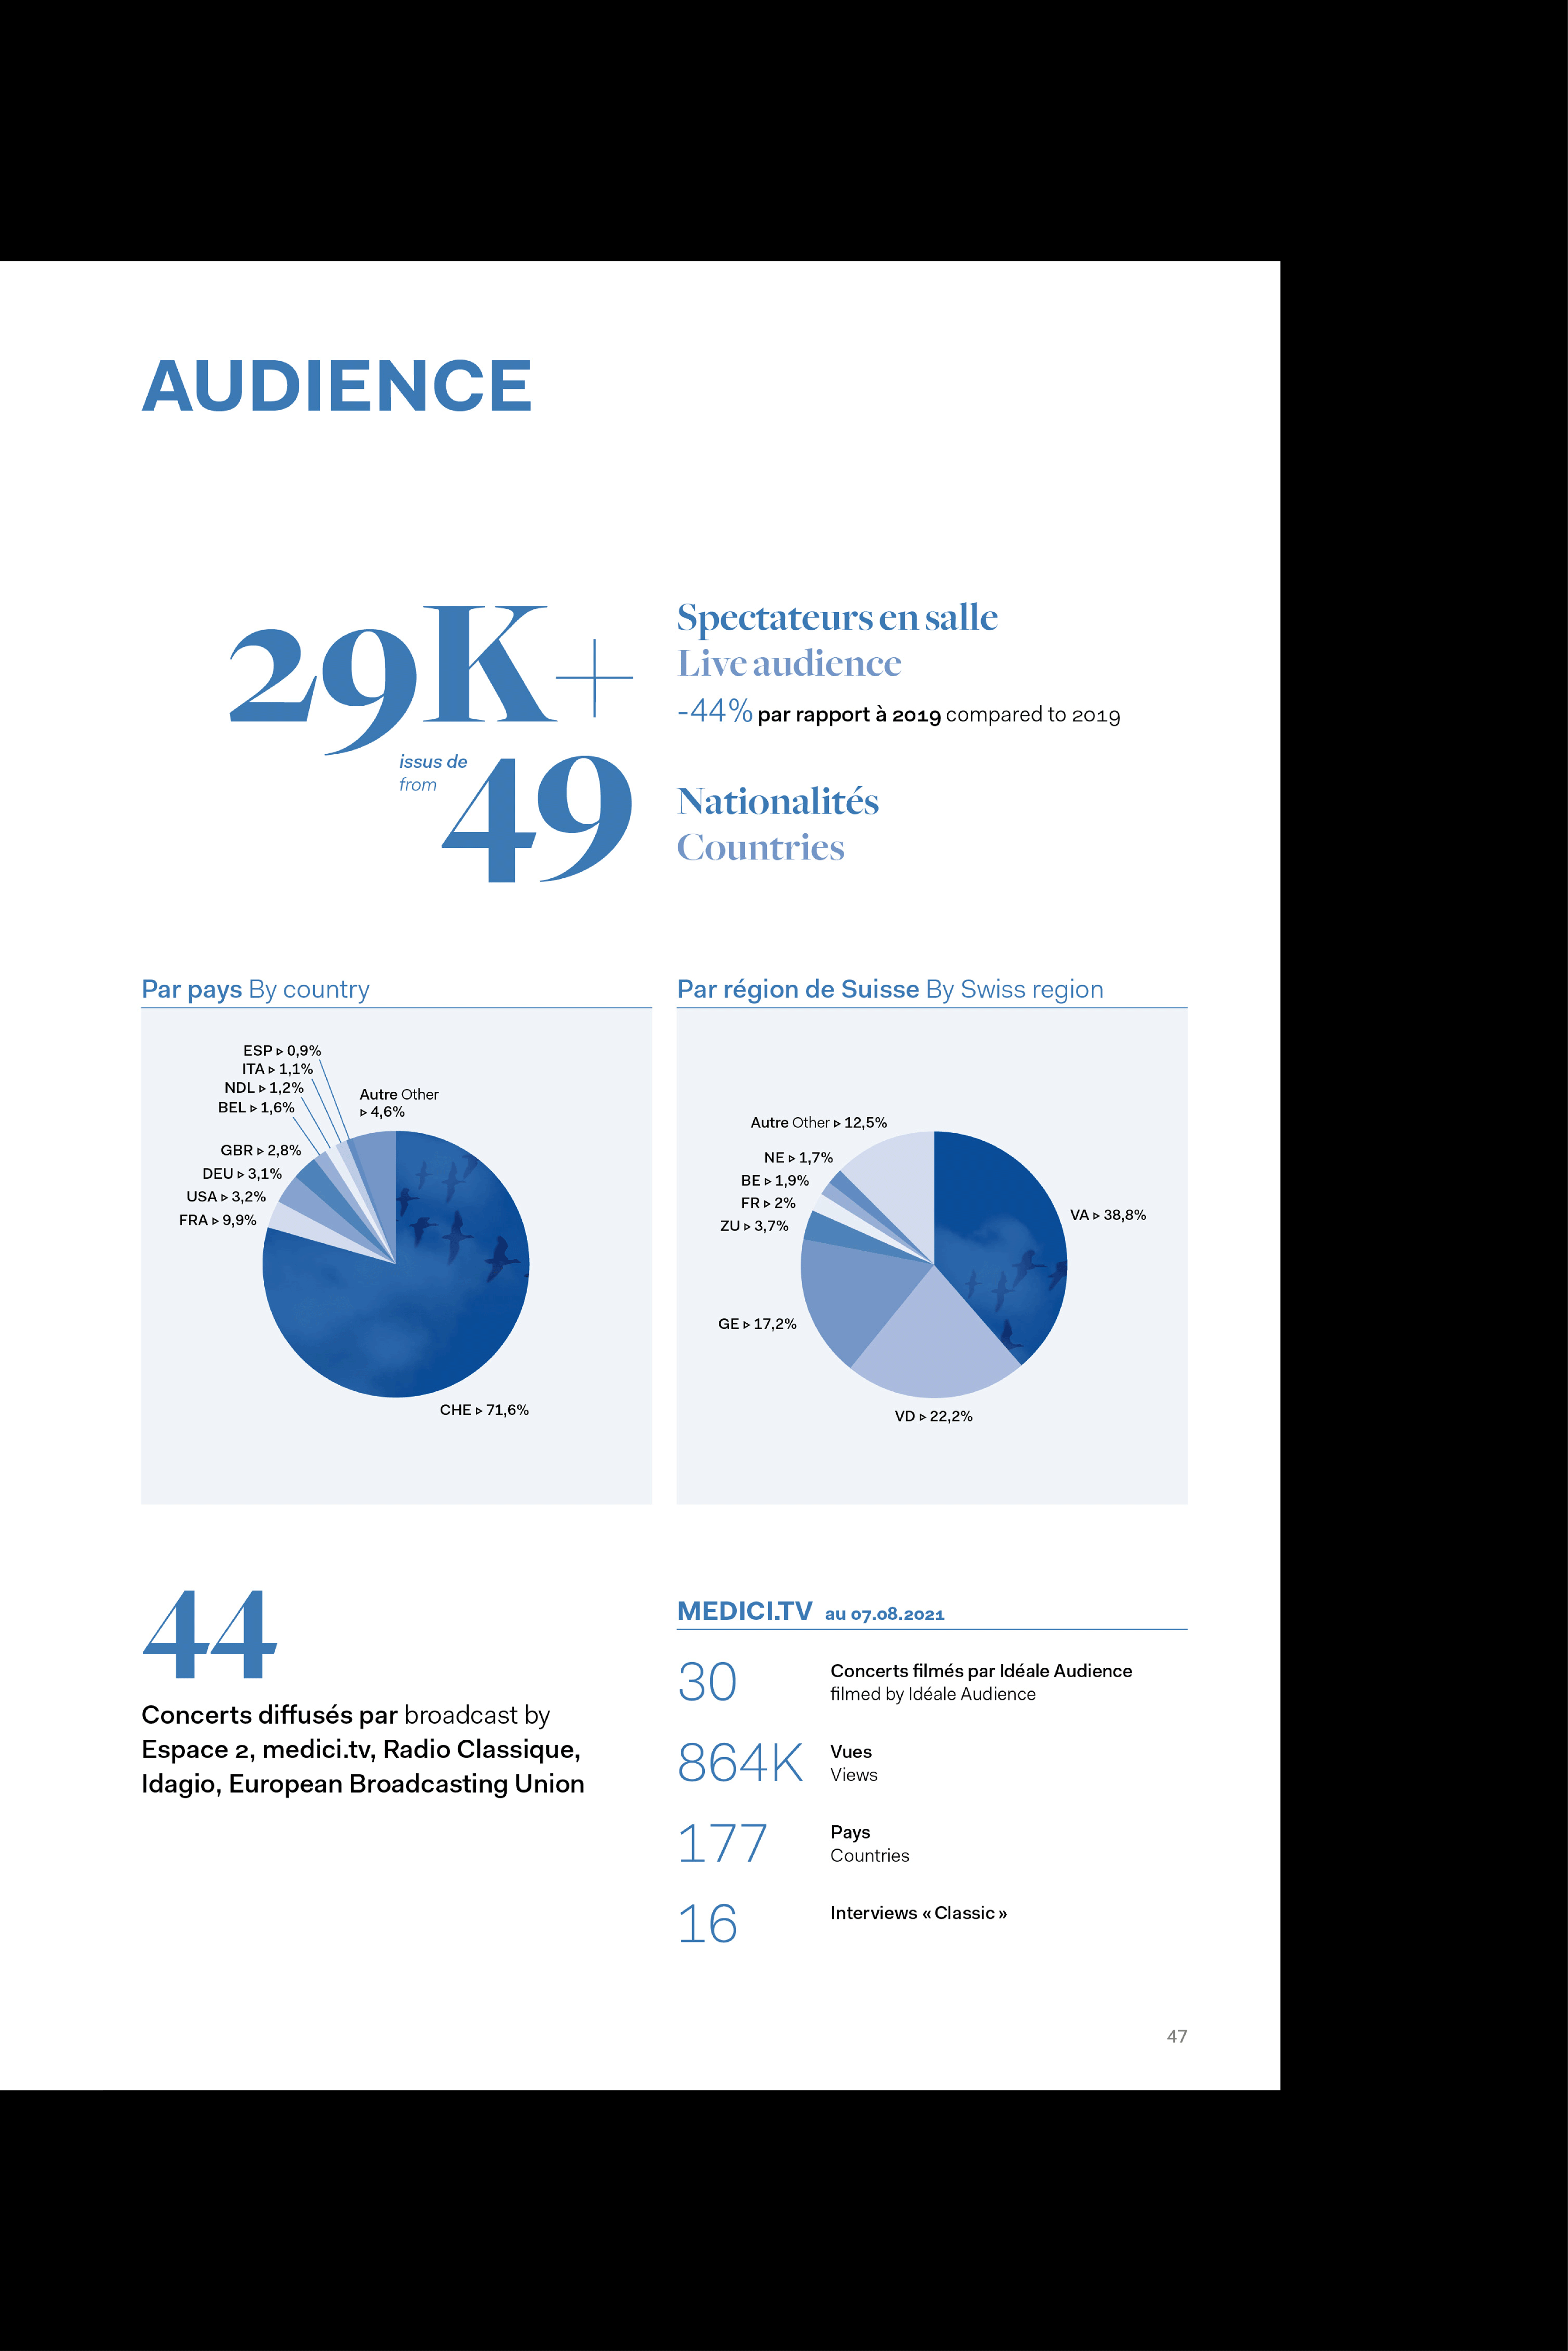 AUDIENCE
29K+
Spectateurs en salle
Live audience
-44% par rapport à 2019 compared to 2019
issus de
from
49
Nationalités
Countries
Par pays By country
ESP ▹ 0,9%
ITA ▹ 1,1%
NDL ▹ 1,2%
BEL ▹ 1,6%
Autre Other
▹ 4,6%
GBR ▹ 2,8%
DEU ▹ 3,1%
USA ▹ 3,2%
FRA ▹ 9,9%
CHE ▹ 71,6%
Par région de Suisse By Swiss region
Autre Other ▹ 12,5%
NE ▹ 1,7%
BE ▹ 1,9%
FR ▹ 2%
ZU ▹ 3,7%
VA ▹ 38,8%
GE ▹ 17,2%
VD ▹ 22,2%
44
Concerts diffusés par broadcast by
Espace 2, medici.tv, Radio Classique,
Idagio, European Broadcasting Union
MEDICI.TV au 07.08.2021
30
Concerts filmés par Idéale Audience
filmed by Idéale Audience
864K
Vues
Views
177
Pays
Countries
16
Interviews « Classic »
47